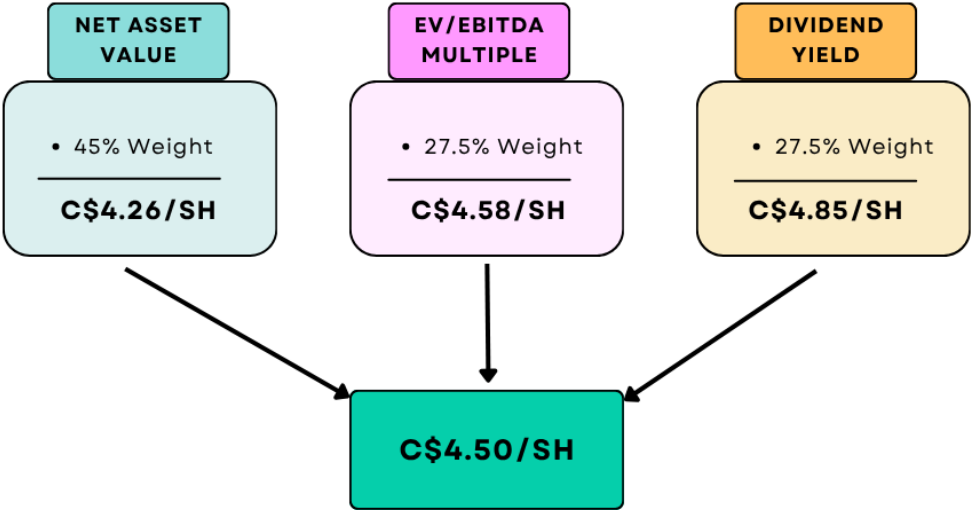 NET ASSET
VALUE
• 45% Weight
C$4.26/SH
EV/EBITDA
MULTIPLE
• 27.5% Weight
C$4.58/SH
DIVIDEND
YIELD
• 27.5% Weight
C$4.85/SH
C$4.50/SH